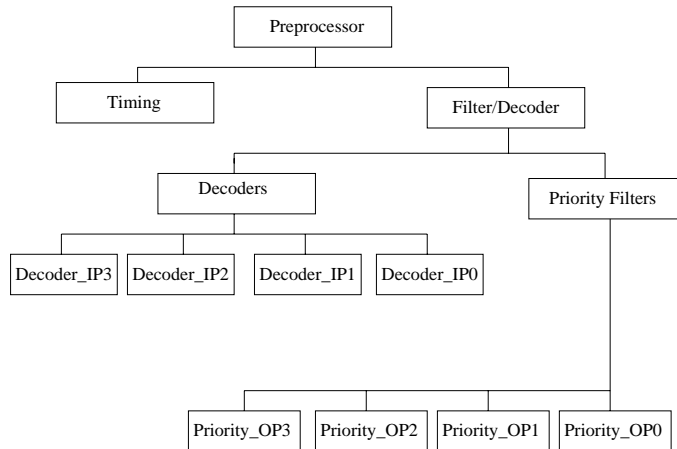 Preprocessor
Timing
Filter/Decoder
Decoders
Priority Filters
Decoder_IP3
Decoder_IP2
Decoder_IP1
Decoder_IP0
Priority_OP3
Priority_OP2
Priority_OP1
Priority_OP0